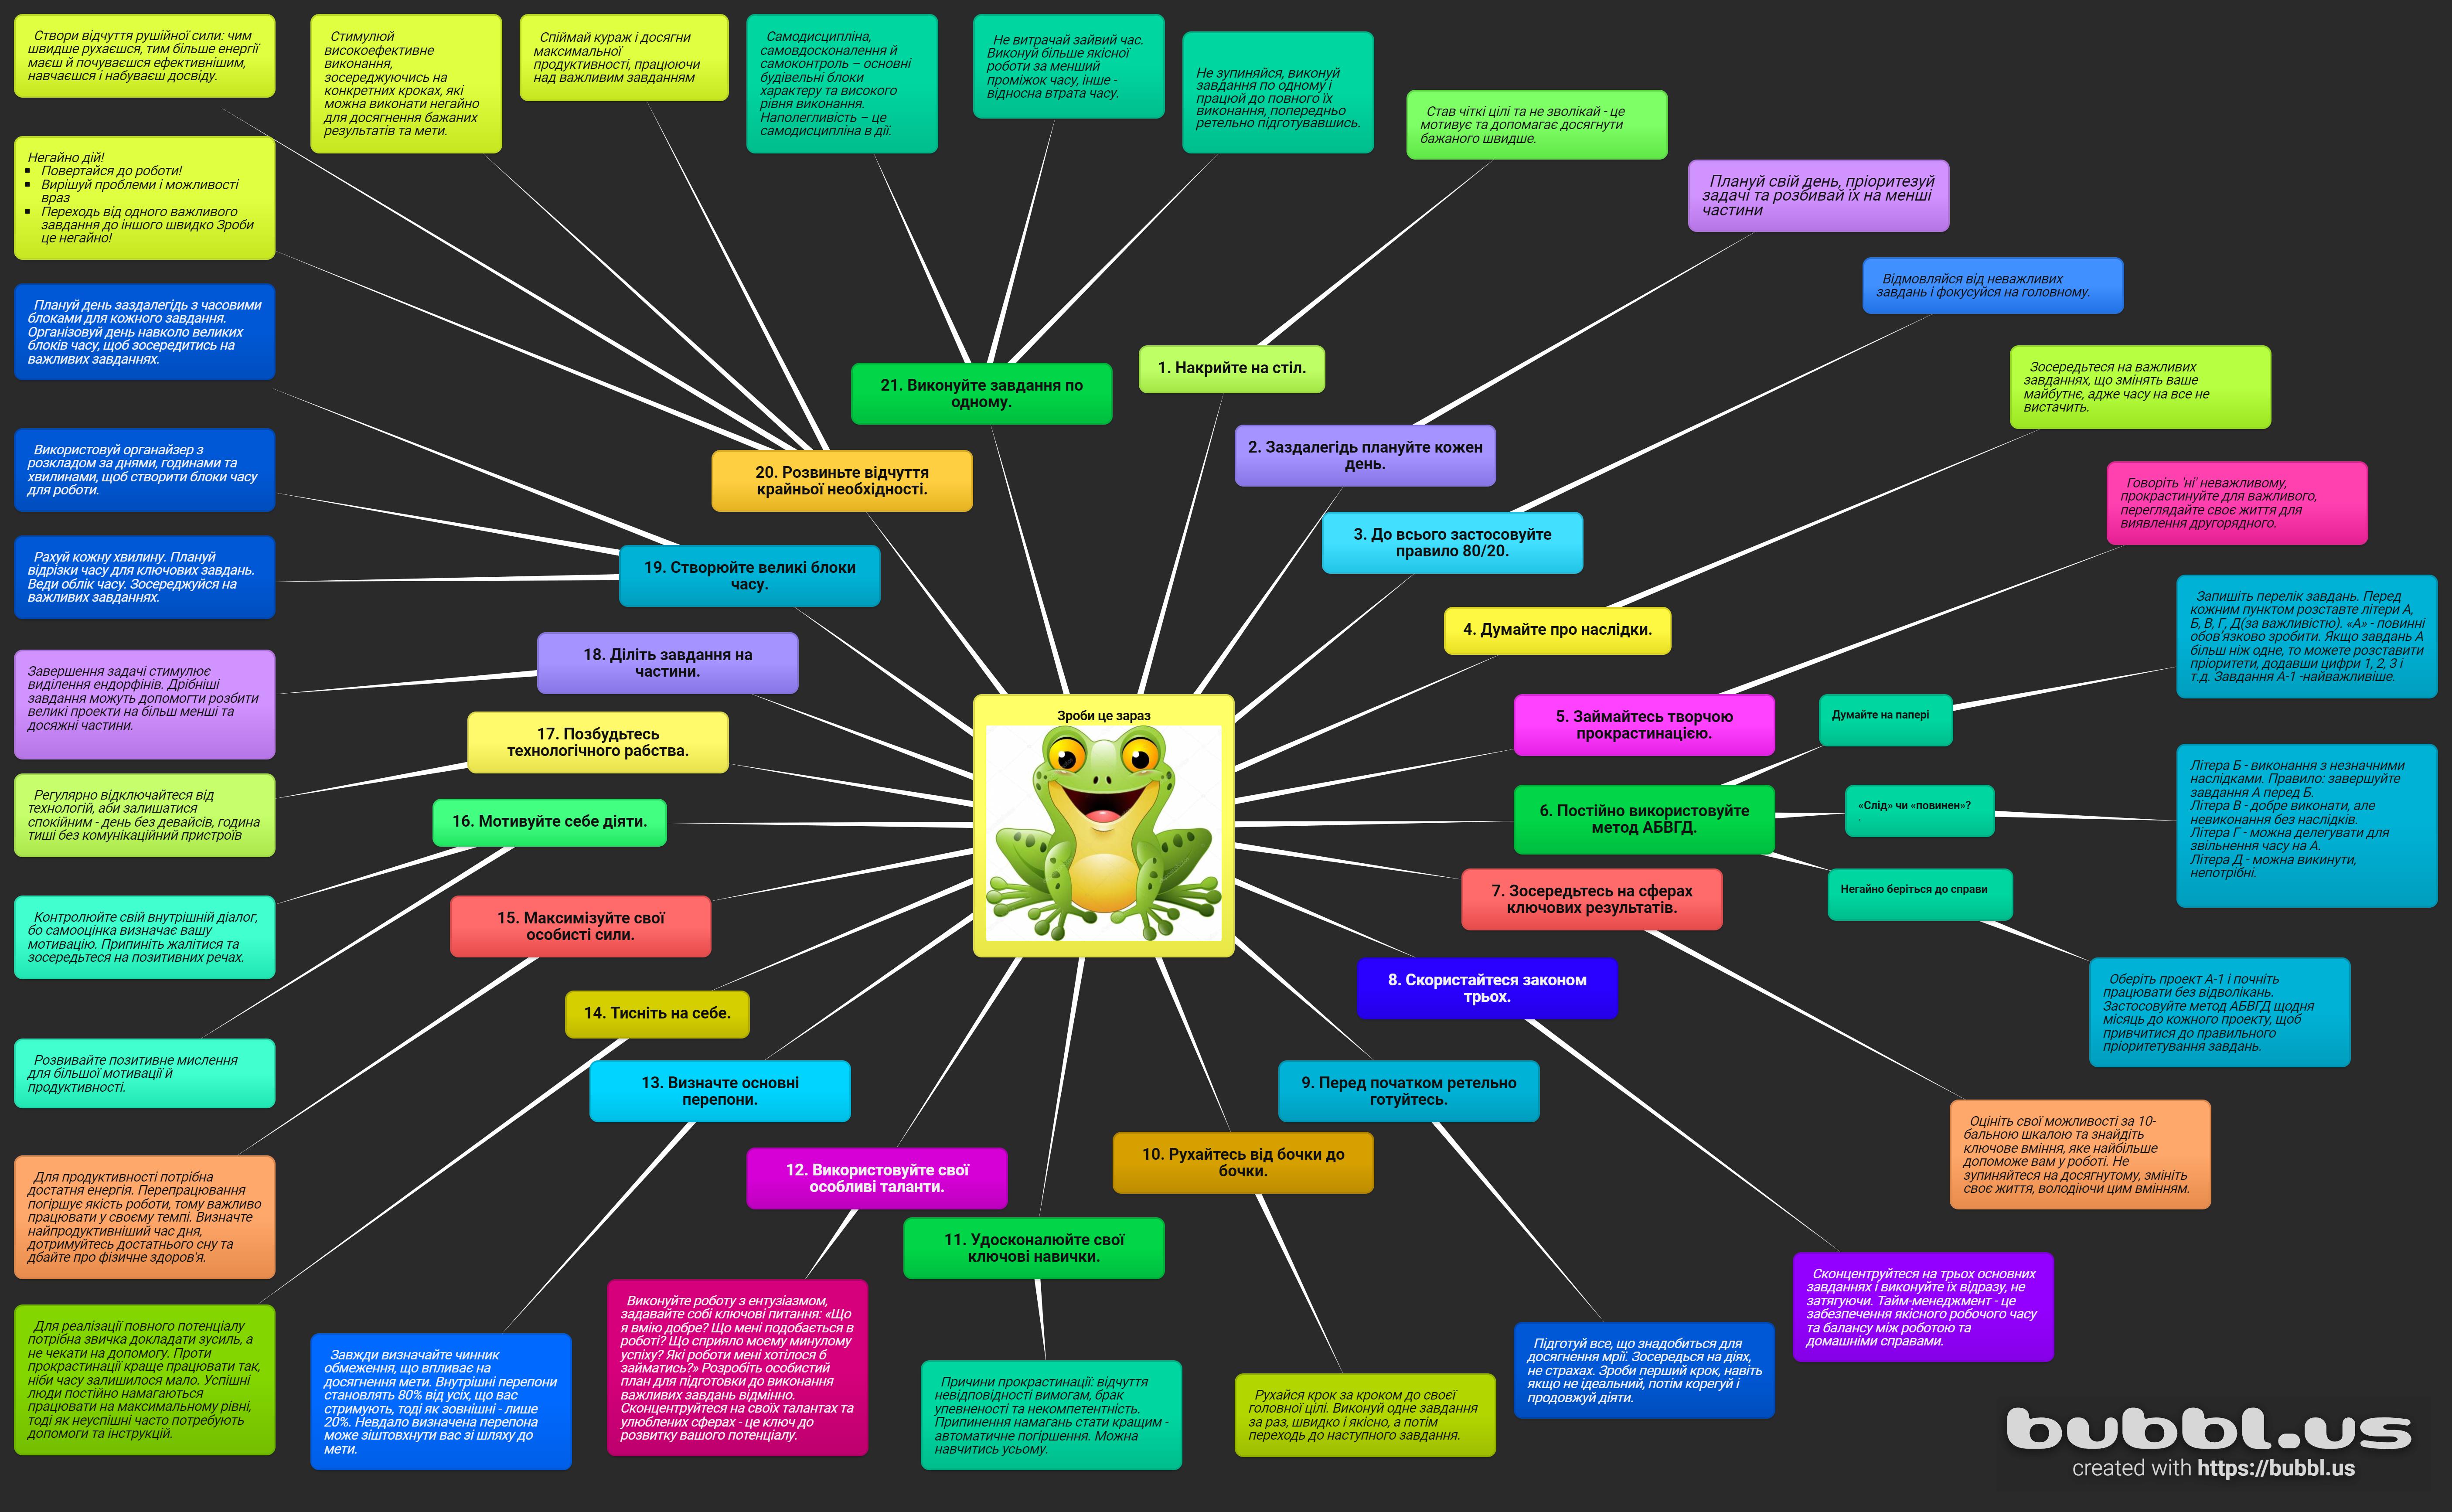 Зроби це зараз
1. Накрийте на стіл.
Став чіткі цілі та не зволікай - це
мотивує та допомагає досягнути
бажаного швидше.
2. Заздалегідь плануйте кожен
день.
Плануй свій день, пріоритезуй
задачі та розбивай їх на менші
частини
3. До всього застосовуйте
правило 80/20.
Відмовляйся від неважливих
завдань і фокусуйся на головному.
4. Думайте про наслідки.
Зосередьтеся на важливих
завданнях, що змінять ваше
майбутнє, адже часу на все не
вистачить.
5. Займайтесь творчою
прокрастинацією.
Говоріть 'ні' неважливому,
прокрастинуйте для важливого,
переглядайте своє життя для
виявлення другорядного.
6. Постійно використовуйте
метод АБВГД.
Думайте на папері
Запишіть перелік завдань. Перед
кожним пунктом розставте літери А,
Б, В, Г, Д(за важливістю). «А» - повинні
обов'язково зробити. Якщо завдань А
більш ніж одне, то можете розставити
пріоритети, додавши цифри 1, 2, 3 і
т.д. Завдання А-1 -найважливіше.
«Слід» чи «повинен»?
.
Літера Б - виконання з незначними
наслідками. Правило: завершуйте
завдання А перед Б.
Літера В - добре виконати, але
невиконання без наслідків.
Літера Г - можна делегувати для
звільнення часу на А.
Літера Д - можна викинути,
непотрібні.
Негайно беріться до справи
Оберіть проект А-1 і почніть
працювати без відволікань.
Застосовуйте метод АБВГД щодня
місяць до кожного проекту, щоб
привчитися до правильного
пріоритетування завдань.
7. Зосередьтесь на сферах
ключових результатів.
Оцініть свої можливості за 10-
бальною шкалою та знайдіть
ключове вміння, яке найбільше
допоможе вам у роботі. Не
зупиняйтеся на досягнутому, змініть
своє життя, володіючи цим вмінням.
8. Скористайтеся законом
трьох.
Сконцентруйтеся на трьох основних
завданнях і виконуйте їх відразу, не
затягуючи. Тайм-менеджмент - це
забезпечення якісного робочого часу
та балансу між роботою та
домашніми справами.
9. Перед початком ретельно
готуйтесь.
Підготуй все, що знадобиться для
досягнення мрії. Зосередься на діях,
не страхах. Зроби перший крок, навіть
якщо не ідеальний, потім корегуй і
продовжуй діяти.
10. Рухайтесь від бочки до
бочки.
Рухайся крок за кроком до своєї
головної цілі. Виконуй одне завдання
за раз, швидко і якісно, а потім
переходь до наступного завдання.
11. Удосконалюйте свої
ключові навички.
Причини прокрастинації: відчуття
невідповідності вимогам, брак
упевненості та некомпетентність.
Припинення намагань стати кращим -
автоматичне погіршення. Можна
навчитись усьому.
12. Використовуйте свої
особливі таланти.
Виконуйте роботу з ентузіазмом,
задавайте собі ключові питання: «Що
я вмію добре? Що мені подобається в
роботі? Що сприяло моєму минулому
успіху? Які роботи мені хотілося б
займатись?» Розробіть особистий
план для підготовки до виконання
важливих завдань відмінно.
Сконцентруйтеся на своїх талантах та
улюблених сферах - це ключ до
розвитку вашого потенціалу.
13. Визначте основні
перепони.
Завжди визначайте чинник
обмеження, що впливає на
досягнення мети. Внутрішні перепони
становлять 80% від усіх, що вас
стримують, тоді як зовнішні - лише
20%. Невдало визначена перепона
може зіштовхнути вас зі шляху до
мети.
14. Тисніть на себе.
Для реалізації повного потенціалу
потрібна звичка докладати зусиль, а
не чекати на допомогу. Проти
прокрастинації краще працювати так,
ніби часу залишилося мало. Успішні
люди постійно намагаються
працювати на максимальному рівні,
тоді як неуспішні часто потребують
допомоги та інструкцій.
15. Максимізуйте свої
особисті сили.
Для продуктивності потрібна
достатня енергія. Перепрацювання
погіршує якість роботи, тому важливо
працювати у своєму темпі. Визначте
найпродуктивніший час дня,
дотримуйтесь достатнього сну та
дбайте про фізичне здоров'я.
16. Мотивуйте себе діяти.
Контролюйте свій внутрішній діалог,
бо самооцінка визначає вашу
мотивацію. Припиніть жалітися та
зосередьтеся на позитивних речах.
Розвивайте позитивне мислення
для більшої мотивації й
продуктивності.
17. Позбудьтесь
технологічного рабства.
Регулярно відключайтеся від
технологій, аби залишатися
спокійним - день без девайсів, година
тиші без комунікаційний пристроїв
18. Діліть завдання на
частини.
Завершення задачі стимулює
виділення ендорфінів. Дрібніші
завдання можуть допомогти розбити
великі проекти на більш менші та
досяжні частини.
19. Створюйте великі блоки
часу.
Плануй день заздалегідь з часовими
блоками для кожного завдання.
Організовуй день навколо великих
блоків часу, щоб зосередитись на
важливих завданнях.
Використовуй органайзер з
розкладом за днями, годинами та
хвилинами, щоб створити блоки часу
для роботи.
Рахуй кожну хвилину. Плануй
відрізки часу для ключових завдань.
Веди облік часу. Зосереджуйся на
важливих завданнях.
20. Розвиньте відчуття
крайньої необхідності.
Створи відчуття рушійної сили: чим
швидше рухаєшся, тим більше енергії
маєш й почуваєшся ефективнішим,
навчаєшся і набуваєш досвіду.
Негайно дій!
▪ Повертайся до роботи!
▪ Вирішуй проблеми і можливості
враз
▪ Переходь від одного важливого
завдання до іншого швидко Зроби
це негайно!
Стимулюй
високоефективне
виконання,
зосереджуючись на
конкретних кроках, які
можна виконати негайно
для досягнення бажаних
результатів та мети.
Спіймай кураж і досягни
максимальної
продуктивності, працюючи
над важливим завданням
21. Виконуйте завдання по
одному.
Самодисципліна,
самовдосконалення й
самоконтроль – основні
будівельні блоки
характеру та високого
рівня виконання.
Наполегливість – це
самодисципліна в дії.
Не витрачай зайвий час.
Виконуй більше якісної
роботи за менший
проміжок часу, інше -
відносна втрата часу.
Не зупиняйся, виконуй
завдання по одному і
працюй до повного їх
виконання, попередньо
ретельно підготувавшись.
bubbl.us
created with https://bubbl.us